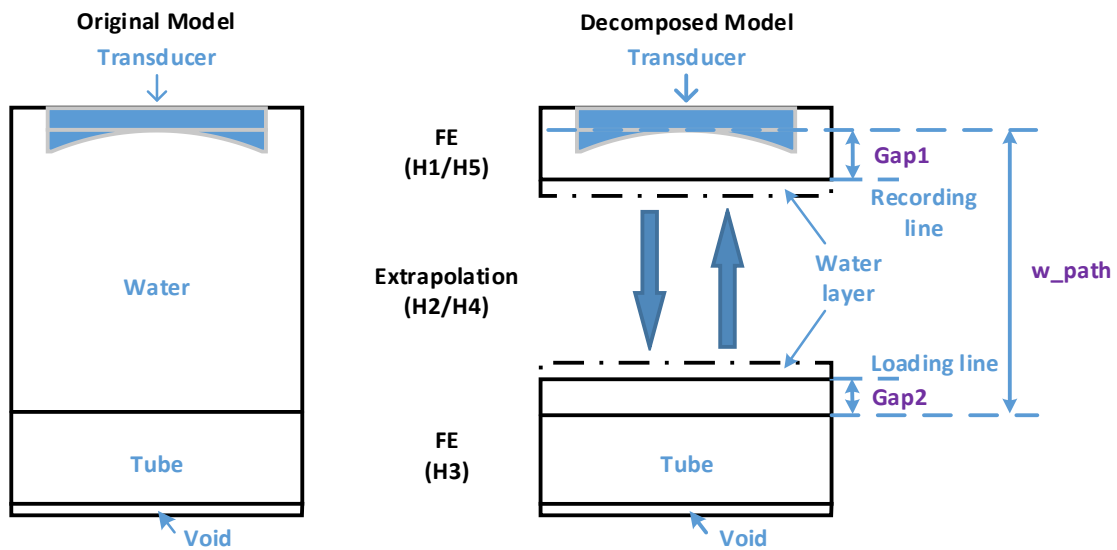 Original Model
Transducer
Water
Tube
Void
Decomposed Model
Transducer
FE
(H1/H5)
Gap1
Recording
line
Extrapolation
(H2/H4)
Water
layer
w_path
Loading line
Gap2
FE
(H3)
Tube
Void